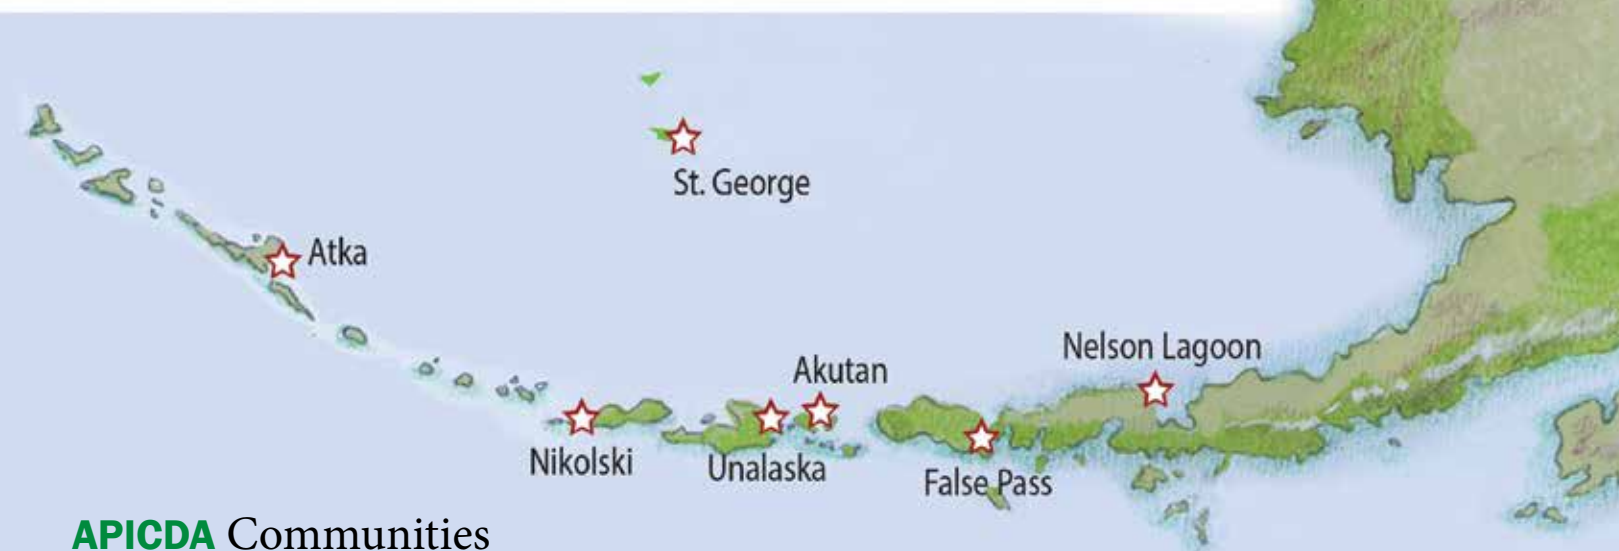 St. George
Atka
Nelson Lagoon
Akutan
Nikolski
Unalaska
False Pass
APICDA Communities